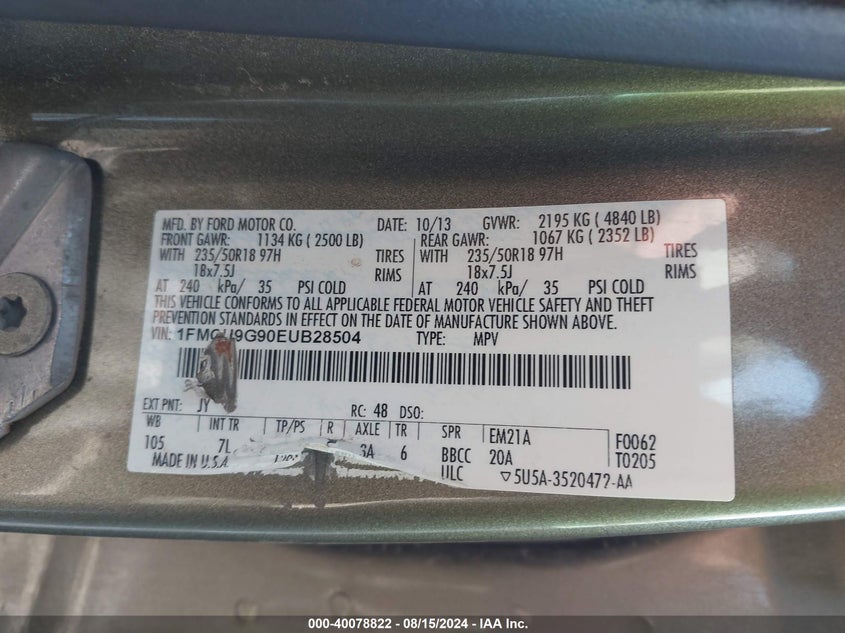 MFD. BY FORD MOTOR CO. DATE: 10/13 GVWR: 2195 KG ( 4840 LB)
FRONT GAWR: 1134 KG ( 2500 LB) REAR GAWR: 1067 KG ( 2352 LB)
WITH 235/50R18 97H TIRES WITH 235/50R18 97H TIRES
18x7.5J RIMS 18x7.5J RIMS
AT 240 kPa/ 35 PSI COLD AT 240 kPa/ 35 PSI COLD
THIS VEHICLE CONFORMS TO ALL APPLICABLE FEDERAL MOTOR VEHICLE SAFETY AND THEFT
PREVENTION STANDARDS IN EFFECT ON THE DATE OF MANUFACTURE SHOWN ABOVE.
VIN: 1FMCU9G90EUB28504 TYPE: MPV
EXT PNT: JY RC: 48 DSO:
WB INT TR TP/PS R AXLE TR SPR EM21A F0062
105 7L 6 BBCC 20A T0205
MADE IN U.S.A. ULC ▽5U5A-3520472-AA
000-40078822 - 08/15/2024 - IAA Inc.